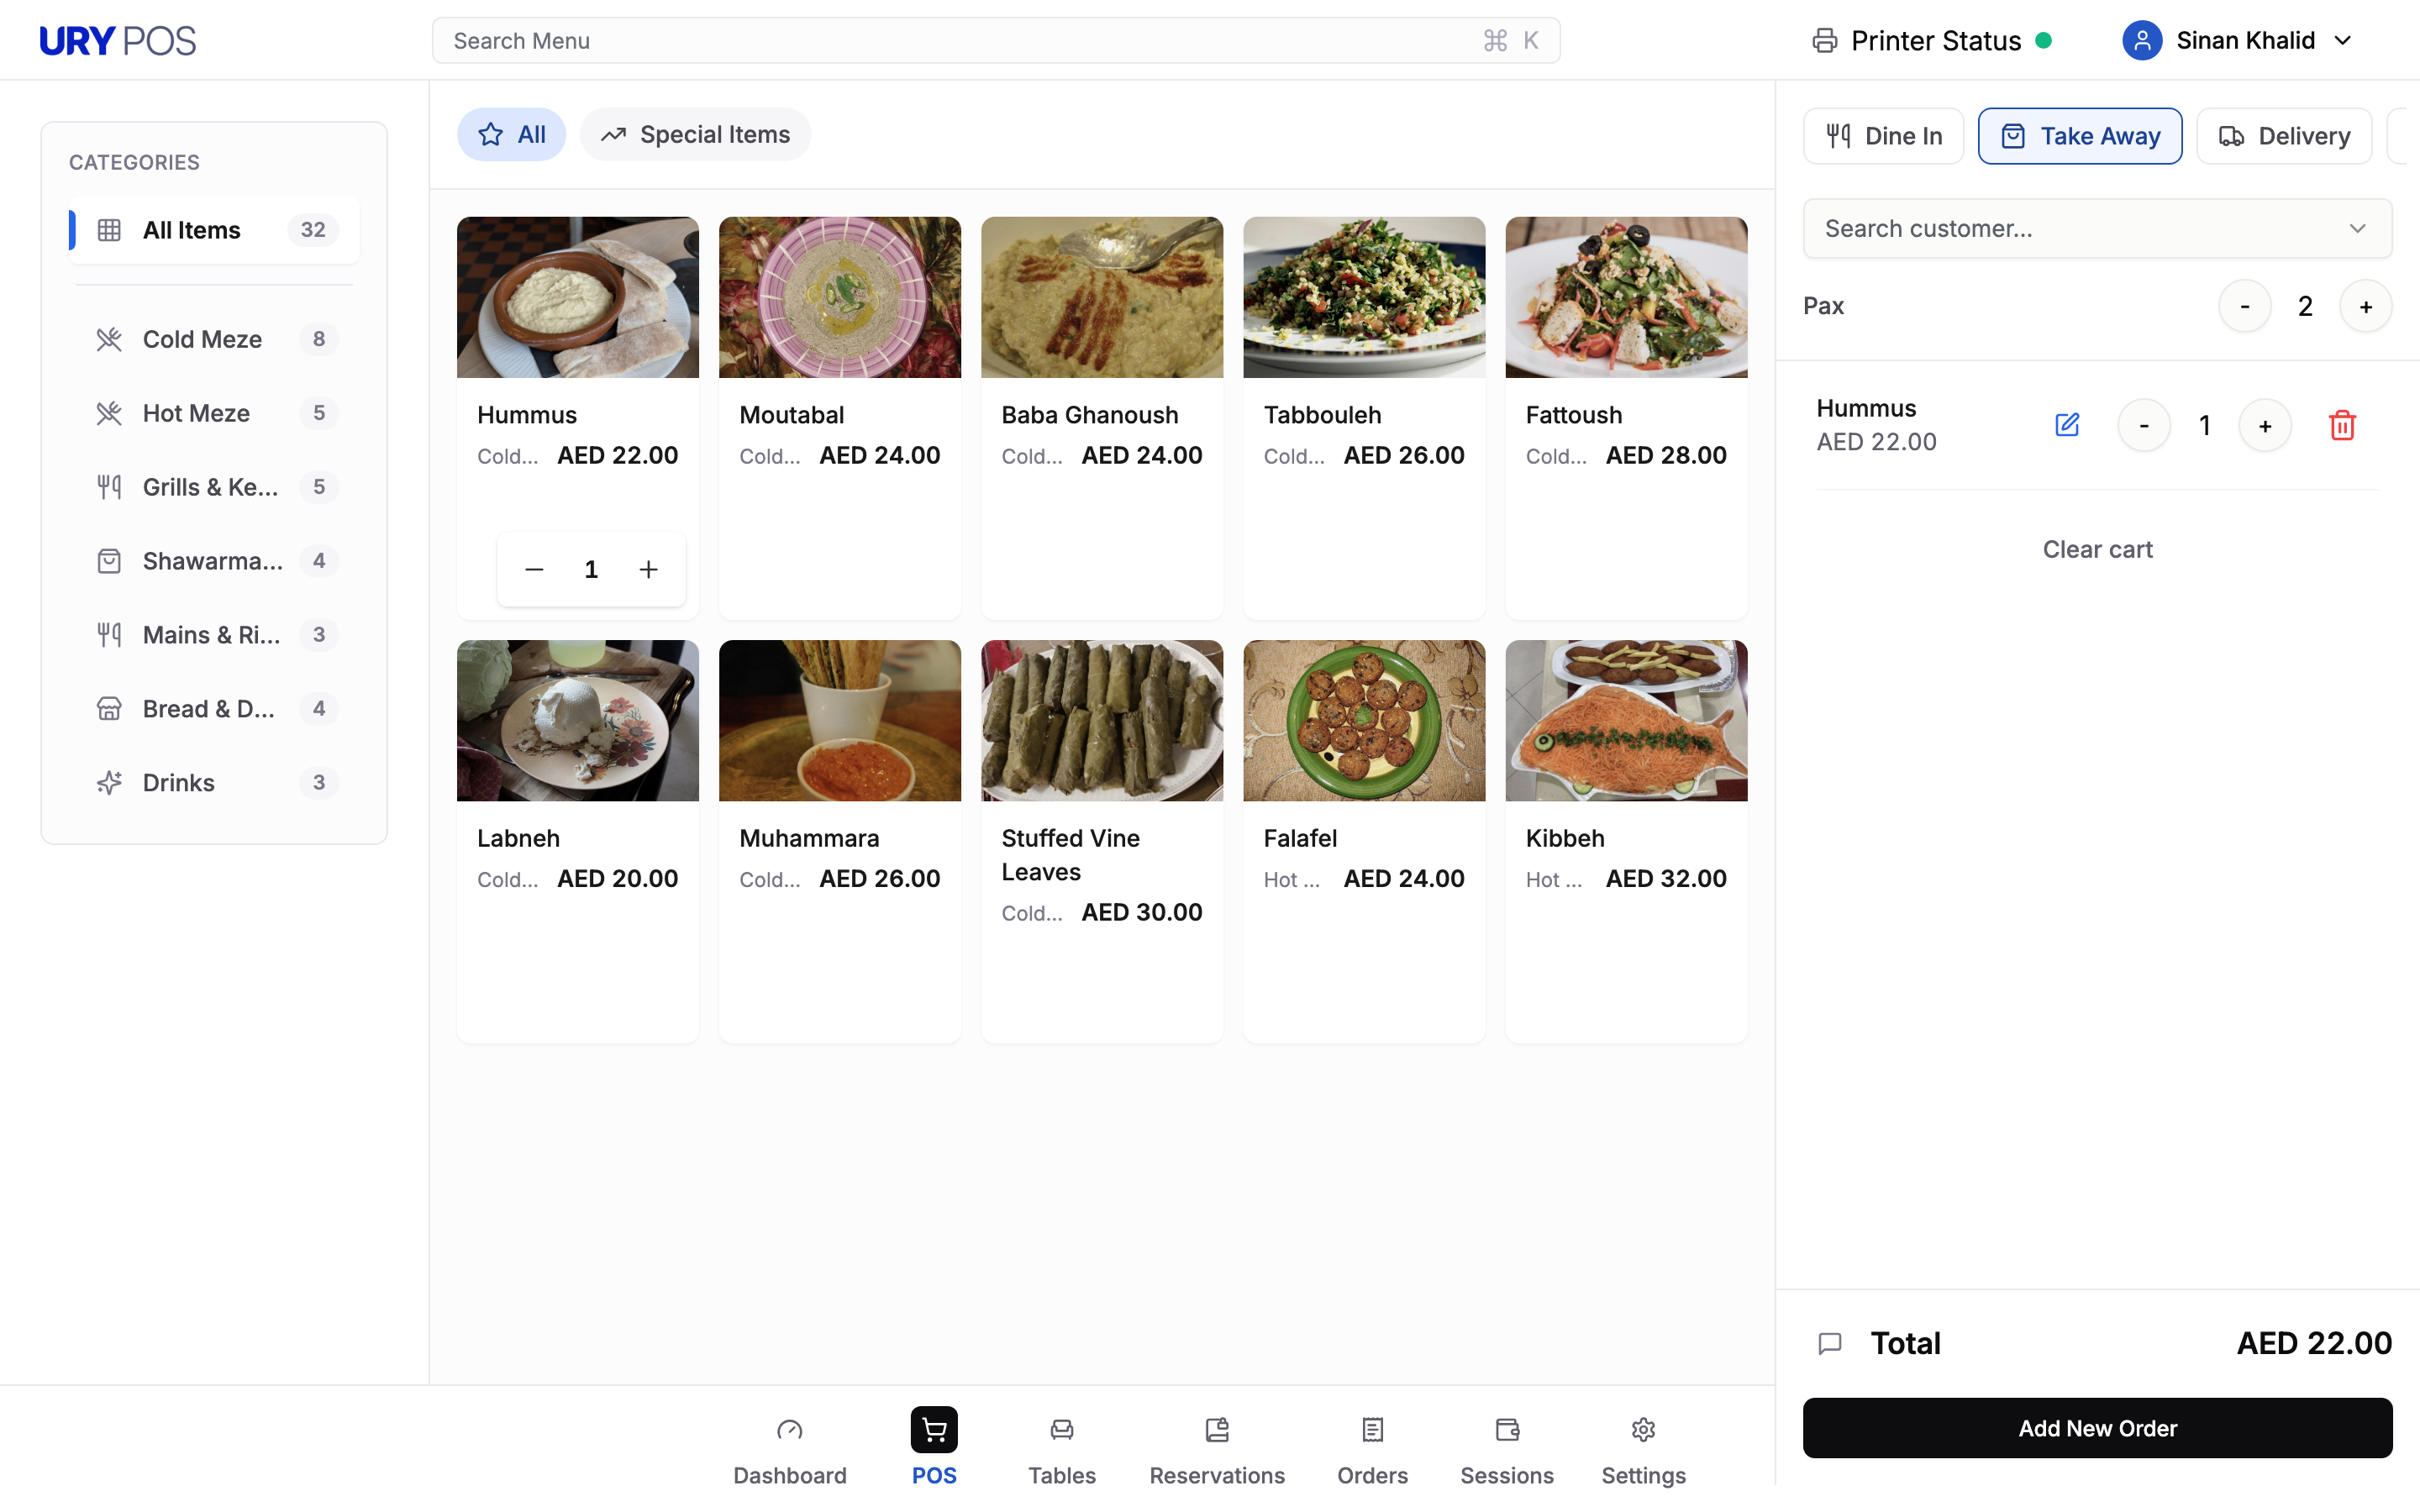 URY POS
Search Menu
⌘ K
Printer Status
Sinan Khalid
CATEGORIES
All Items 32
Cold Meze 8
Hot Meze 5
Grills & Ke... 5
Shawarma... 4
Mains & Ri... 3
Bread & D... 4
Drinks 3
All
Special Items
Hummus
Cold... AED 22.00
− 1 +
Moutabal
Cold... AED 24.00
Baba Ghanoush
Cold... AED 24.00
Tabbouleh
Cold... AED 26.00
Fattoush
Cold... AED 28.00
Labneh
Cold... AED 20.00
Muhammara
Cold... AED 26.00
Stuffed Vine
Leaves
Cold... AED 30.00
Falafel
Hot ... AED 24.00
Kibbeh
Hot ... AED 32.00
Dine In
Take Away
Delivery
Search customer...
Pax - 2 +
Hummus
AED 22.00
- 1 +
Clear cart
Total AED 22.00
Add New Order
Dashboard
POS
Tables
Reservations
Orders
Sessions
Settings